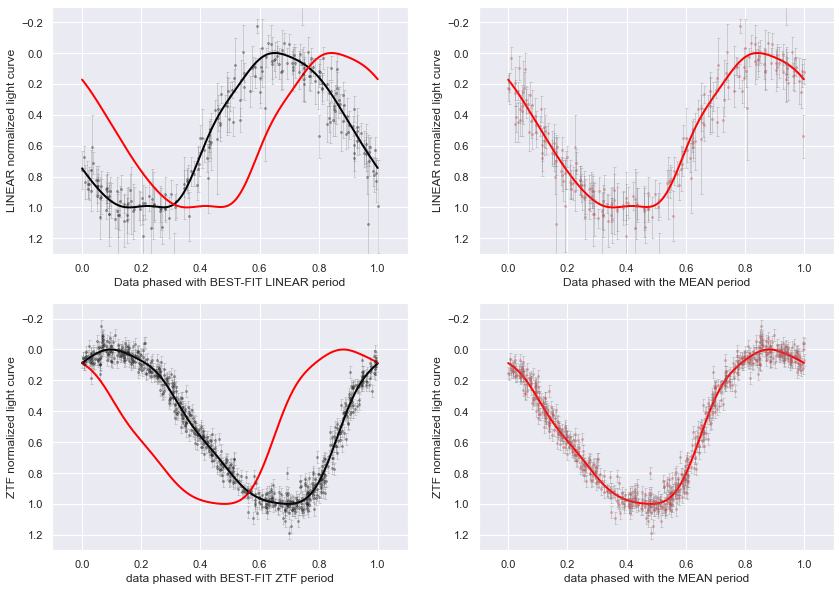 LINEAR normalized light curve
−0.2
0.0
0.2
0.4
0.6
0.8
1.0
1.2
0.0 0.2 0.4 0.6 0.8 1.0
Data phased with BEST-FIT LINEAR period
LINEAR normalized light curve
−0.2
0.0
0.2
0.4
0.6
0.8
1.0
1.2
0.0 0.2 0.4 0.6 0.8 1.0
Data phased with the MEAN period
ZTF normalized light curve
−0.2
0.0
0.2
0.4
0.6
0.8
1.0
1.2
0.0 0.2 0.4 0.6 0.8 1.0
data phased with BEST-FIT ZTF period
ZTF normalized light curve
−0.2
0.0
0.2
0.4
0.6
0.8
1.0
1.2
0.0 0.2 0.4 0.6 0.8 1.0
data phased with the MEAN period